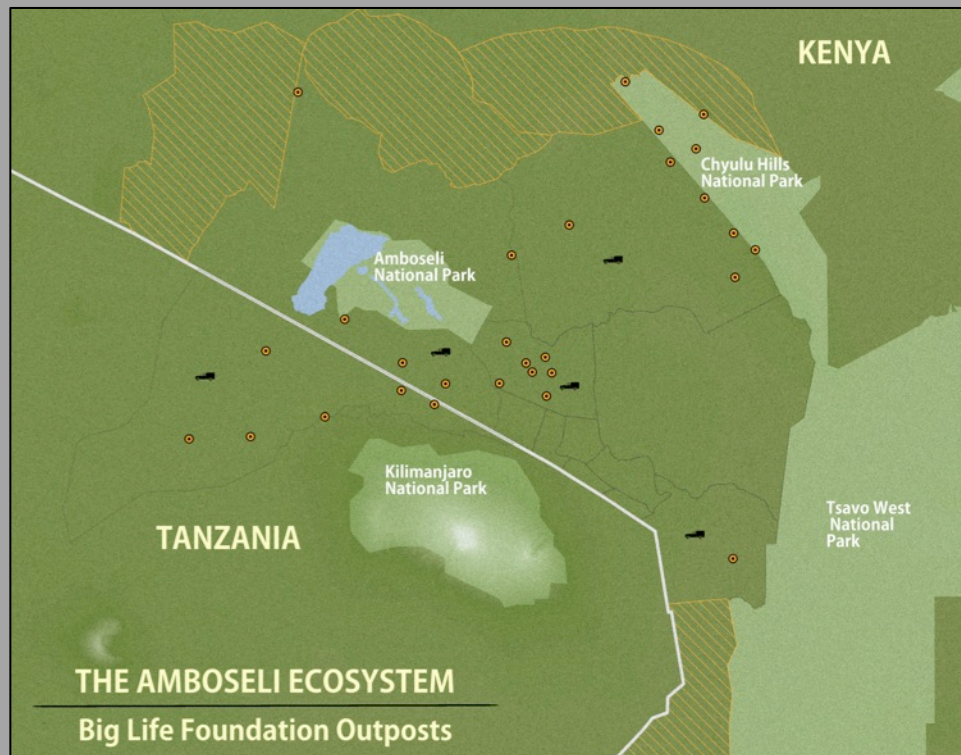 KENYA
Chyulu Hills
National Park
Amboseli
National Park
Kilimanjaro
National Park
Tsavo West
National
Park
TANZANIA
THE AMBOSELI ECOSYSTEM
Big Life Foundation Outposts